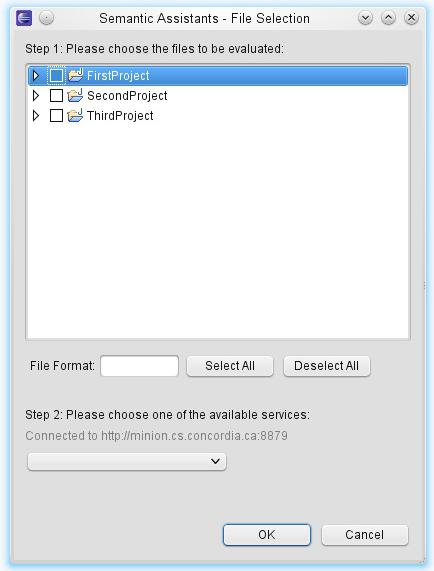 Semantic Assistants - File Selection
Step 1: Please choose the files to be evaluated:
FirstProject
SecondProject
ThirdProject
File Format: Select All Deselect All
Step 2: Please choose one of the available services:
Connected to http://minion.cs.concordia.ca:8879
OK Cancel